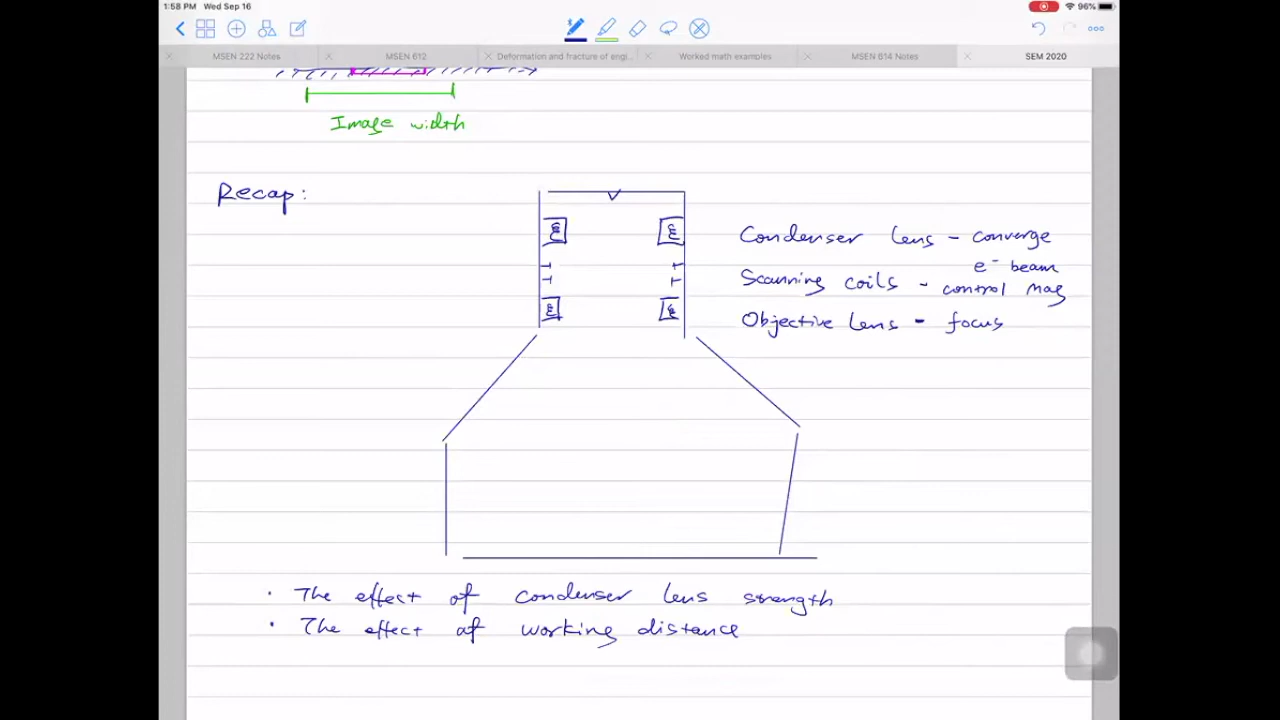 1:58 PM Wed Sep 16
96%
MSEN 222 Notes
MSEN 612
Deformation and fracture of engi..
Worked math examples
MSEN 614 Notes
SEM 2020
Image width
Recap:
Condenser lens - converge
e⁻ beam
Scanning coils - control mag
Objective lens - focus
· The effect of condenser lens strength
· The effect of working distance